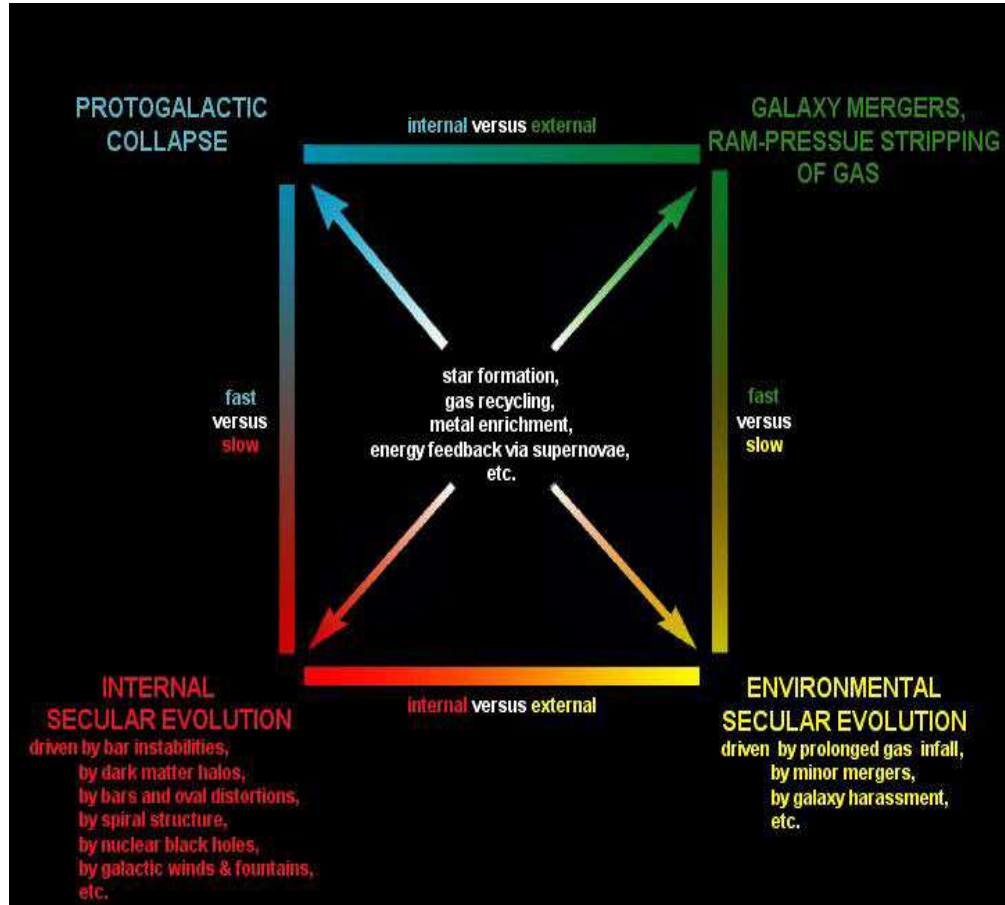 PROTOGALACTIC
COLLAPSE
internal versus external
GALAXY MERGERS,
RAM-PRESSUE STRIPPING
OF GAS
fast
versus
slow
star formation,
gas recycling,
metal enrichment,
energy feedback via supernovae,
etc.
fast
versus
slow
INTERNAL
SECULAR EVOLUTION
driven by bar instabilities,
by dark matter halos,
by bars and oval distortions,
by spiral structure,
by nuclear black holes,
by galactic winds & fountains,
etc.
internal versus external
ENVIRONMENTAL
SECULAR EVOLUTION
driven by prolonged gas infall,
by minor mergers,
by galaxy harassment,
etc.